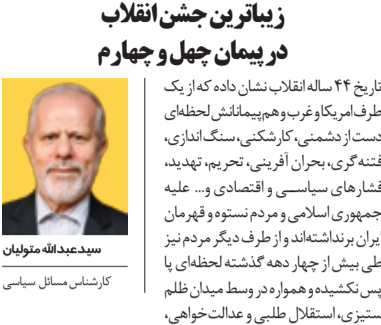 زیباترین جشن انقلاب
در پیمان چهل و چهارم
تاریخ ۴۴ ساله انقلاب نشان داده که از یک
طرف امریکا و غرب و هم‌پیمانانش لحظه‌ای
دست از دشمنی، کارشکنی، سنگ‌اندازی،
فتنه‌گری، بحران آفرینی، تحریم، تهدید،
فشارهای سیاســی و اقتصادی و... علیه
جمهوری اسلامی و مردم نستوه و قهرمان
ایران برنداشته‌اند و از طرف دیگر مردم نیز
طی بیش از چهار دهه گذشته لحظه‌ای پا
پس نکشیده و همواره در وسط میدان ظلم
ستیزی، استقلال طلبی و عدالت‌خواهی،
سیدعبدالله متولیان
کارشناس مسائل سیاسی